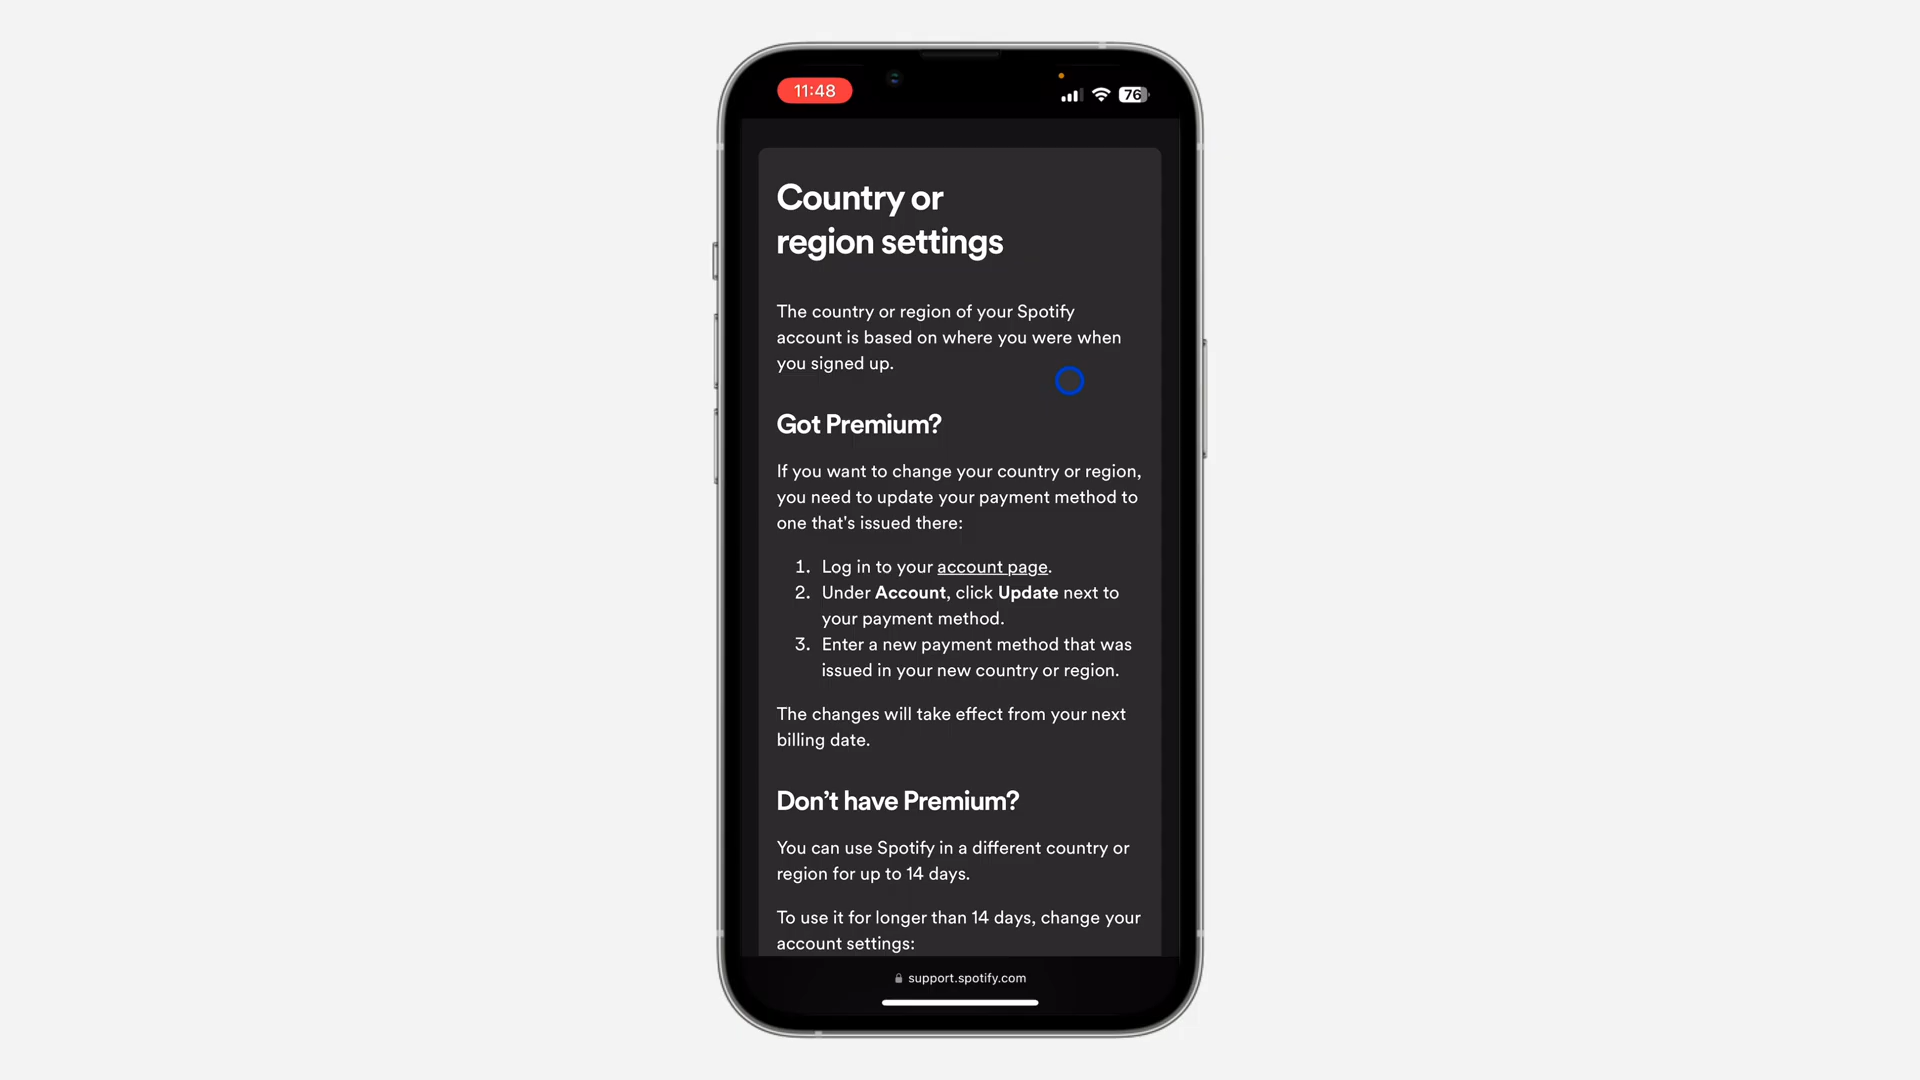 11:48
76
Country or
region settings
The country or region of your Spotify
account is based on where you were when
you signed up.
Got Premium?
If you want to change your country or region,
you need to update your payment method to
one that's issued there:
1. Log in to your account page.
2. Under Account, click Update next to
your payment method.
3. Enter a new payment method that was
issued in your new country or region.
The changes will take effect from your next
billing date.
Don’t have Premium?
You can use Spotify in a different country or
region for up to 14 days.
To use it for longer than 14 days, change your
account settings:
support.spotify.com